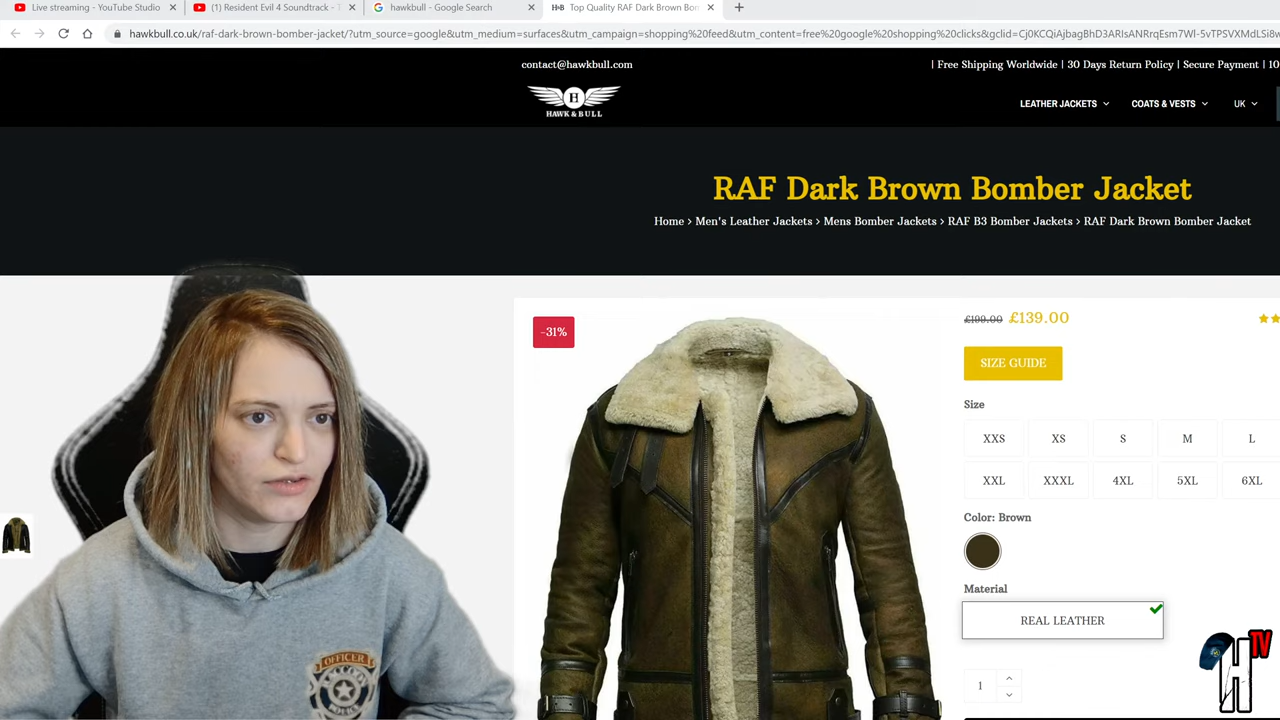 Live streaming - YouTube Studio
(1) Resident Evil 4 Soundtrack - T
hawkbull - Google Search
H&B Top Quality RAF Dark Brown Bom
hawkbull.co.uk/raf-dark-brown-bomber-jacket/?utm_source=google&utm_medium=surfaces&utm_campaign=shopping%20feed&utm_content=free%20google%20shopping%20clicks&gclid=Cj0KCQiAjbagBhD3ARIsANRrqEsm7Wl-5vTPSVXMdLSi8w
contact@hawkbull.com
| Free Shipping Worldwide | 30 Days Return Policy | Secure Payment | 10
H
HAWK & BULL
LEATHER JACKETS
COATS & VESTS
UK
RAF Dark Brown Bomber Jacket
Home > Men's Leather Jackets > Mens Bomber Jackets > RAF B3 Bomber Jackets > RAF Dark Brown Bomber Jacket
-31%
£199.00 £139.00
SIZE GUIDE
Size
XXS XS S M L
XXL XXXL 4XL 5XL 6XL
Color: Brown
Material
REAL LEATHER
1
OFFICER
TV
H